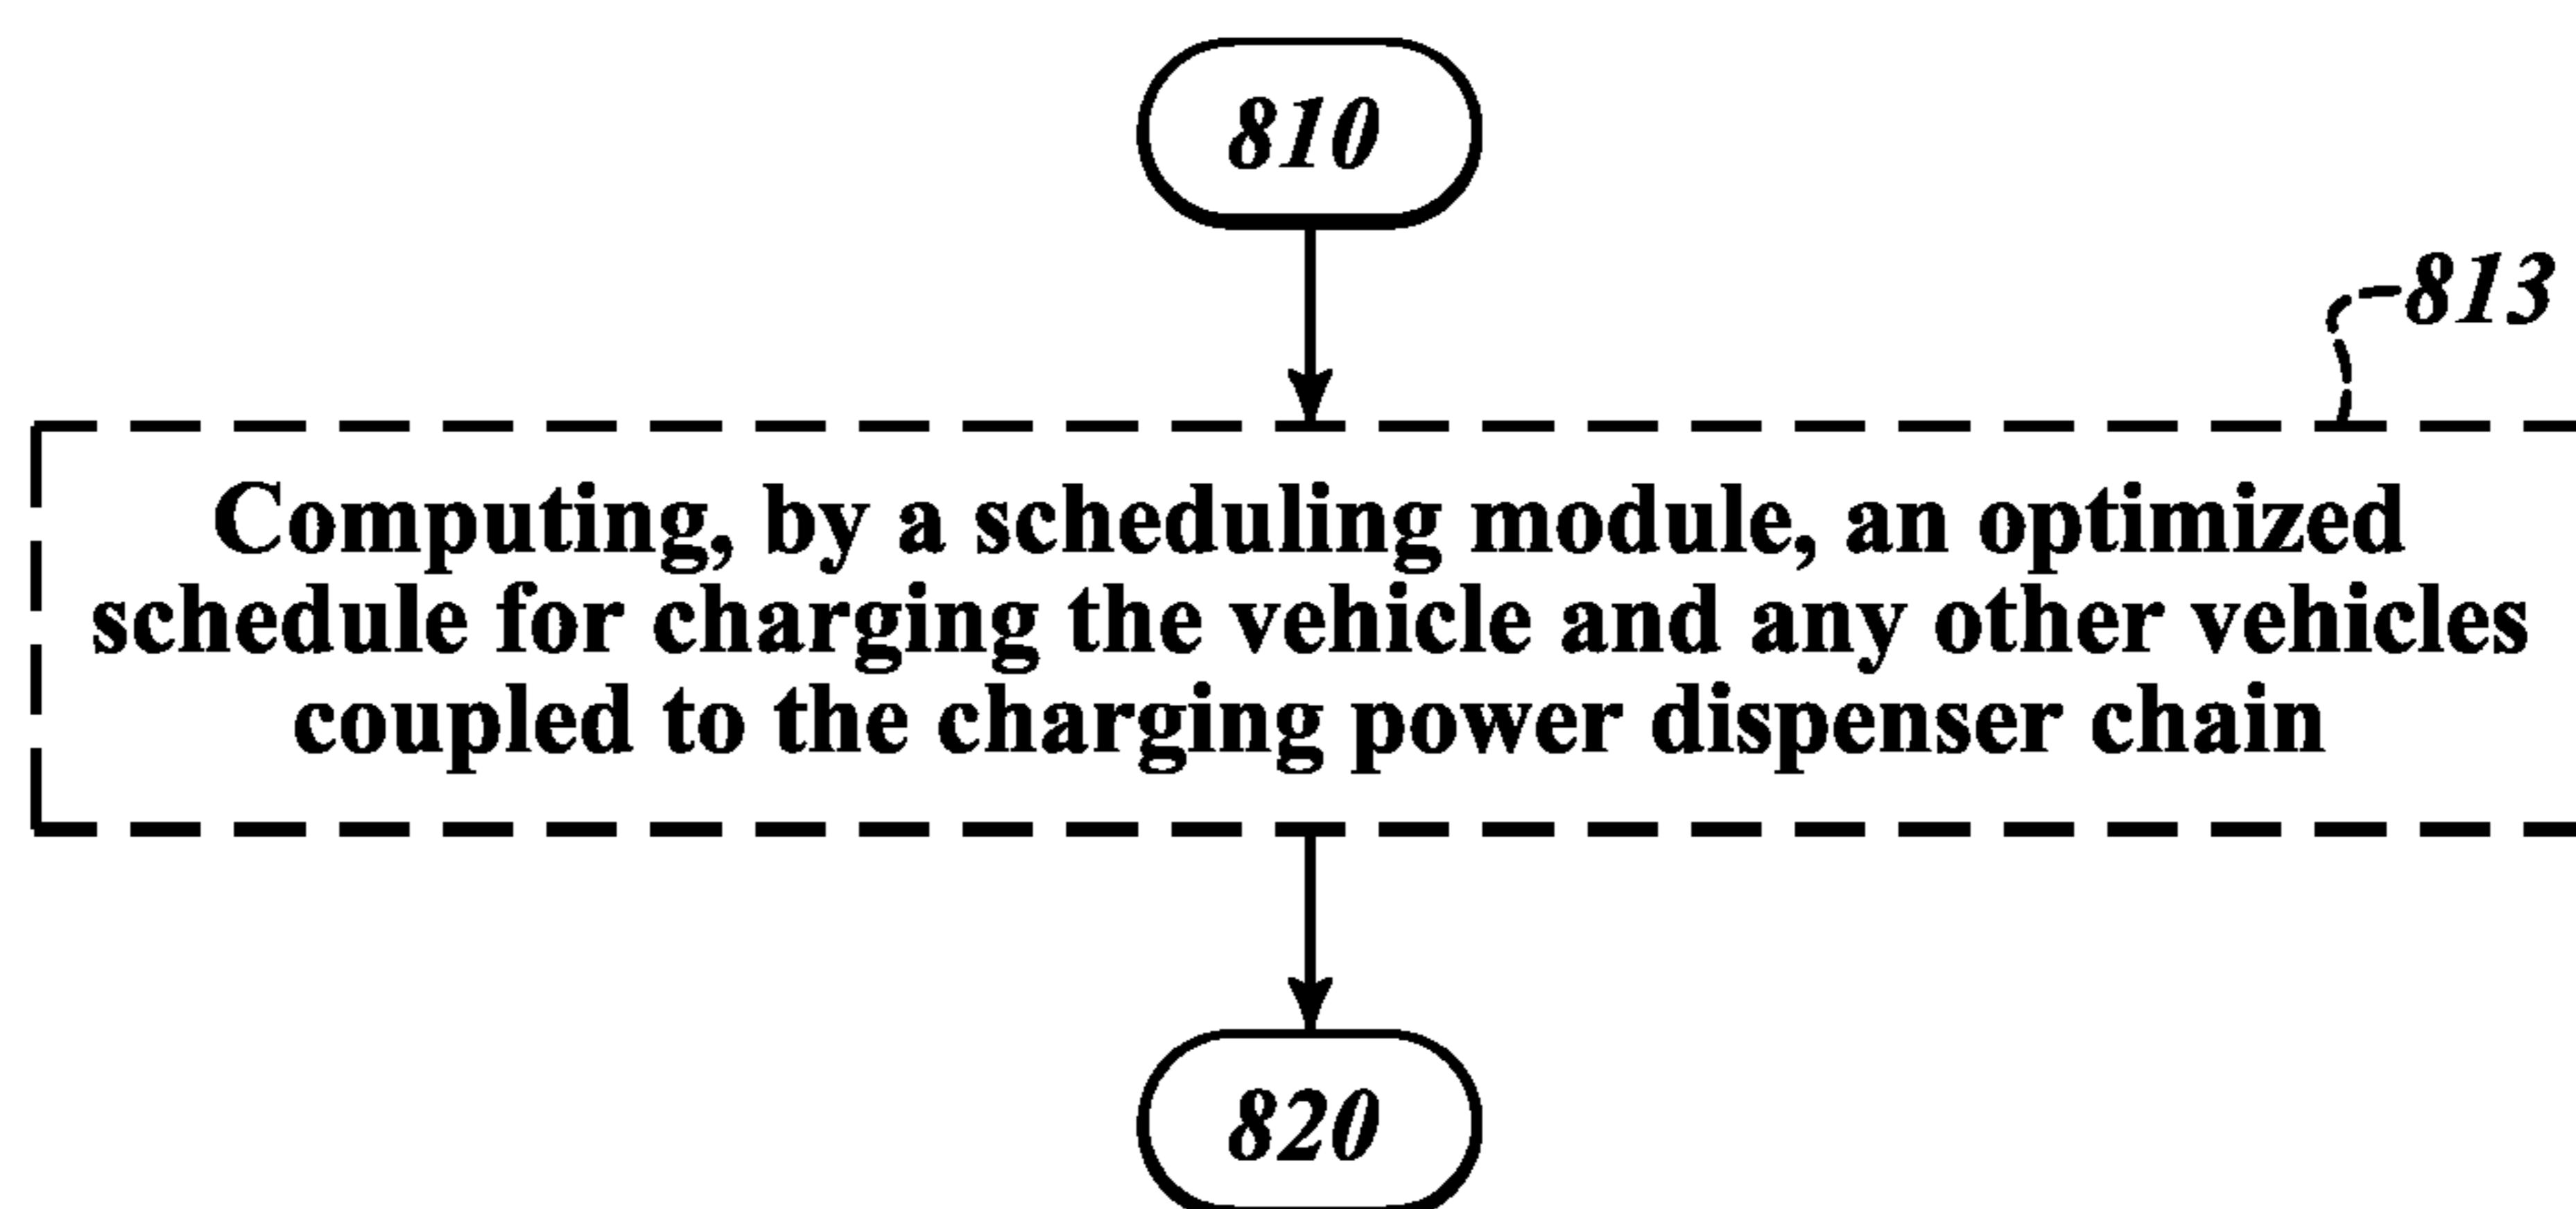 810
813
Computing, by a scheduling module, an optimized
schedule for charging the vehicle and any other vehicles
coupled to the charging power dispenser chain
820